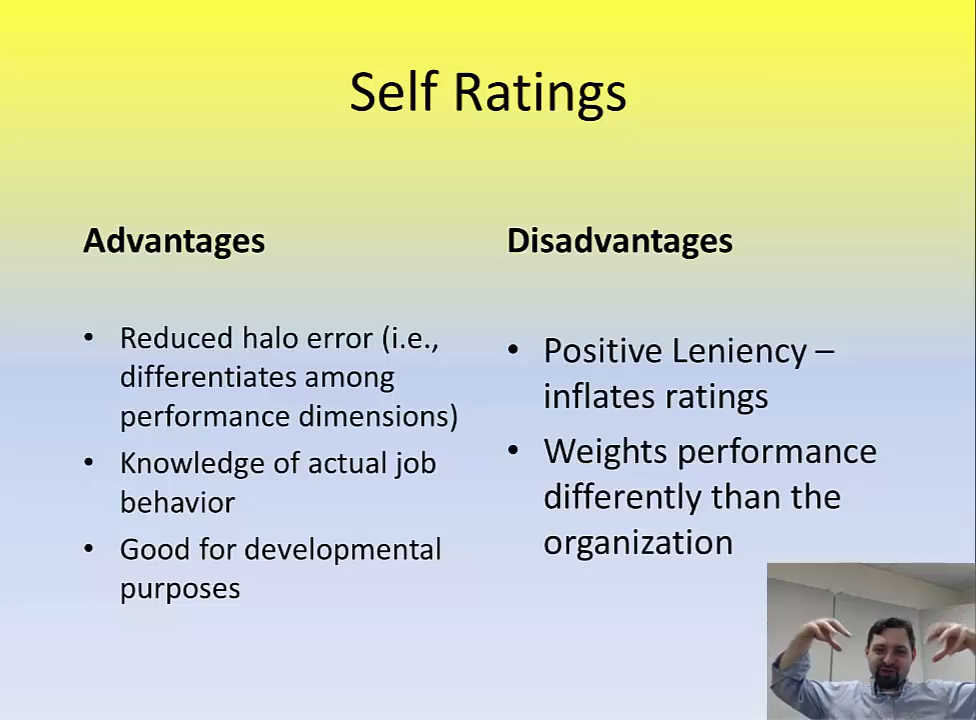 Self Ratings
Advantages
• Reduced halo error (i.e.,
differentiates among
performance dimensions)
• Knowledge of actual job
behavior
• Good for developmental
purposes
Disadvantages
• Positive Leniency –
inflates ratings
• Weights performance
differently than the
organization